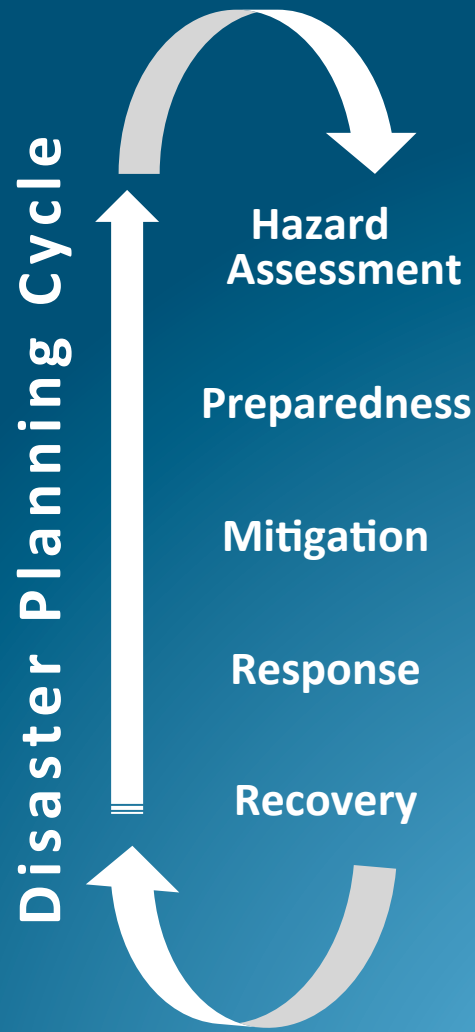 Disaster Planning Cycle
Hazard
Assessment
Preparedness
Mitigation
Response
Recovery